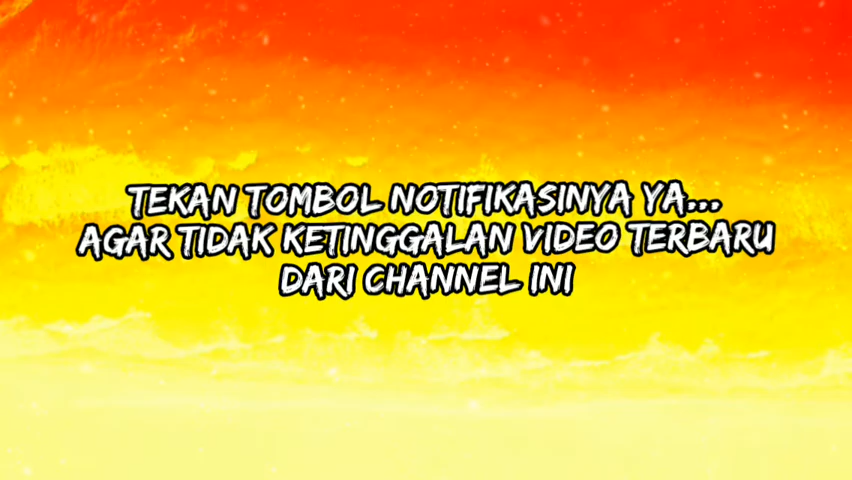 TEKAN TOMBOL NOTIFIKASINYA YA...
AGAR TIDAK KETINGGALAN VIDEO TERBARU
DARI CHANNEL INI